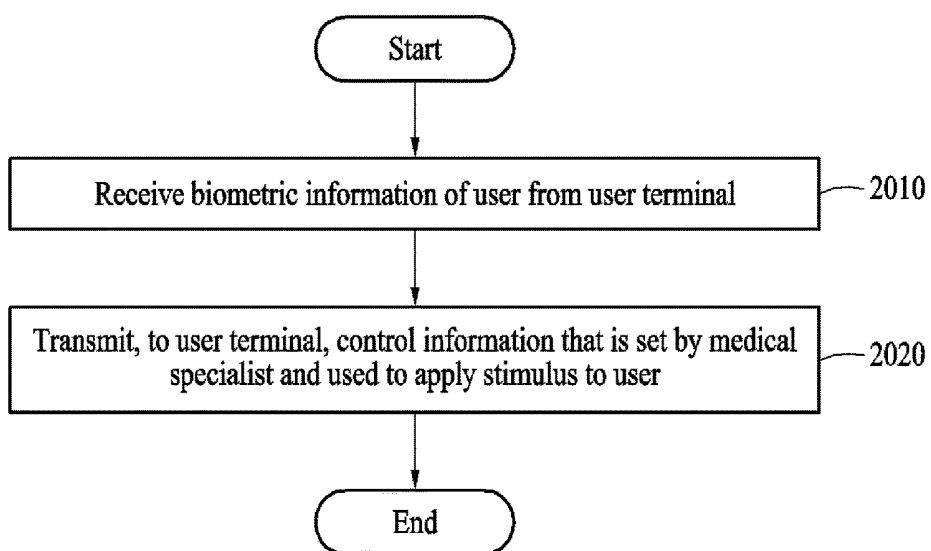 Start
Receive biometric information of user from user terminal
2010
Transmit, to user terminal, control information that is set by medical
specialist and used to apply stimulus to user
2020
End